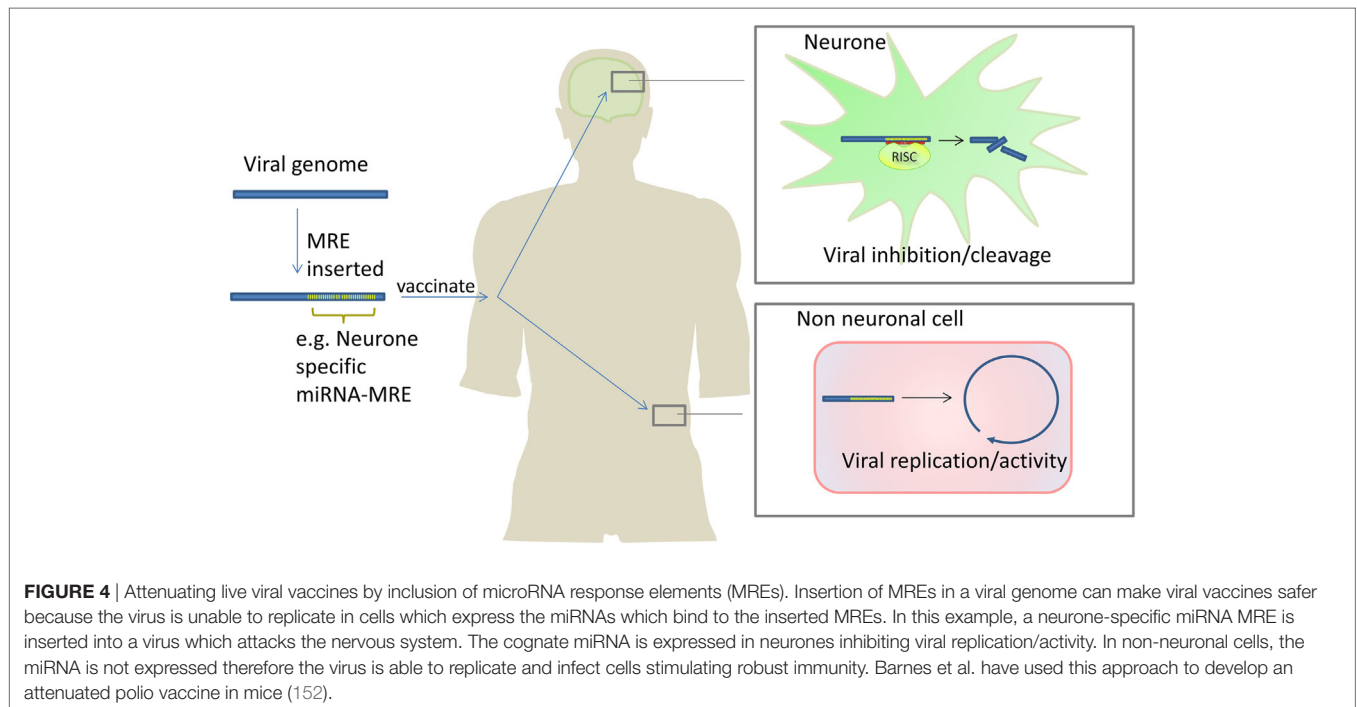 Viral genome
MRE
inserted
vaccinate
e.g. Neurone
specific
miRNA-MRE
Neurone
RISC
Viral inhibition/cleavage
Non neuronal cell
Viral replication/activity
FIGURE 4 | Attenuating live viral vaccines by inclusion of microRNA response elements (MREs). Insertion of MREs in a viral genome can make viral vaccines safer
because the virus is unable to replicate in cells which express the miRNAs which bind to the inserted MREs. In this example, a neurone-specific miRNA MRE is
inserted into a virus which attacks the nervous system. The cognate miRNA is expressed in neurones inhibiting viral replication/activity. In non-neuronal cells, the
miRNA is not expressed therefore the virus is able to replicate and infect cells stimulating robust immunity. Barnes et al. have used this approach to develop an
attenuated polio vaccine in mice (152).